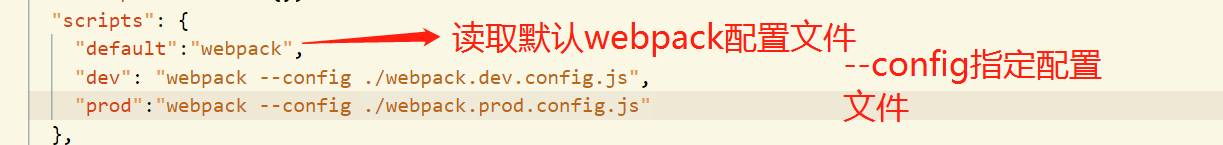 "scripts": {
"default":"webpack",
读取默认webpack配置文件
"dev": "webpack --config ./webpack.dev.config.js",
--config指定配置
文件
"prod":"webpack --config ./webpack.prod.config.js"
},